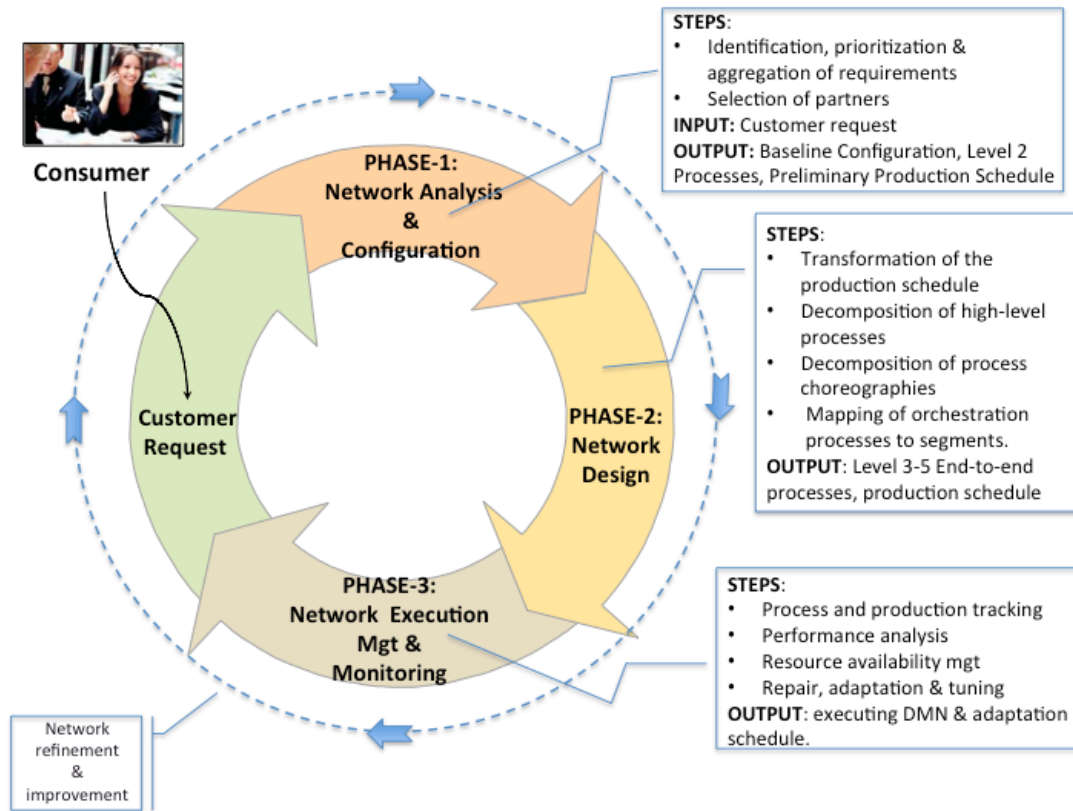 Consumer
PHASE-1:
Network Analysis
&
Configuration
STEPS:
• Identification, prioritization &
aggregation of requirements
• Selection of partners
INPUT: Customer request
OUTPUT: Baseline Configuration, Level 2
Processes, Preliminary Production Schedule
PHASE-2:
Network
Design
STEPS:
• Transformation of the
production schedule
• Decomposition of high-level
processes
• Decomposition of process
choreographies
• Mapping of orchestration
processes to segments.
OUTPUT: Level 3-5 End-to-end
processes, production schedule
PHASE-3:
Network Execution
Mgt &
Monitoring
STEPS:
• Process and production tracking
• Performance analysis
• Resource availability mgt
• Repair, adaptation & tuning
OUTPUT: executing DMN & adaptation
schedule.
Customer
Request
Network
refinement
&
improvement